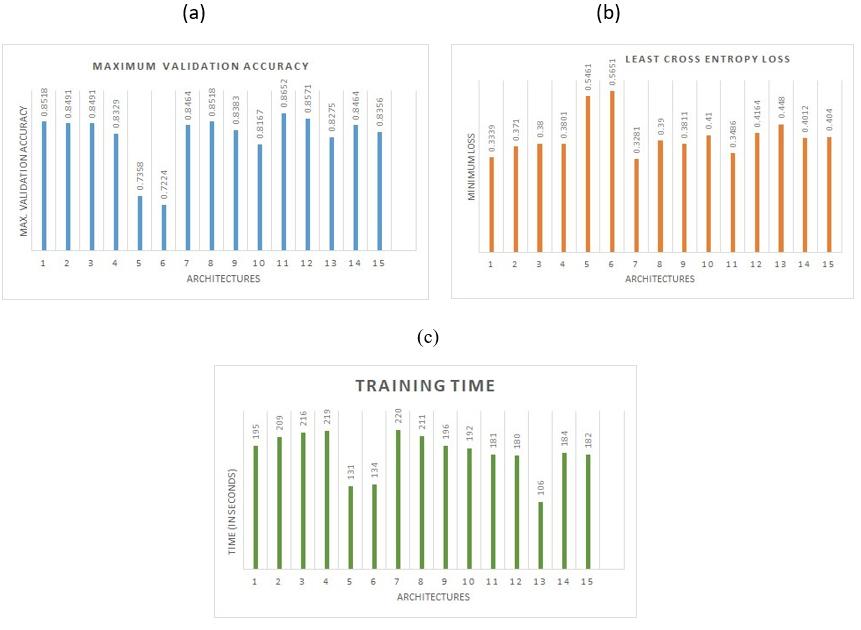 (a)
MAXIMUM VALIDATION ACCURACY
MAX. VALIDATION ACCURACY
0.8518 0.8491 0.8491 0.8329 0.7358 0.7224 0.8464 0.8518 0.8383 0.8167 0.8652 0.8571 0.8275 0.8464 0.8356
1 2 3 4 5 6 7 8 9 10 11 12 13 14 15
ARCHITECTURES
(b)
LEAST CROSS ENTROPY LOSS
MINIMUM LOSS
0.3339 0.371 0.38 0.3801 0.5461 0.5651 0.3281 0.39 0.3811 0.41 0.3486 0.4164 0.448 0.4012 0.404
1 2 3 4 5 6 7 8 9 10 11 12 13 14 15
ARCHITECTURES
(c)
TRAINING TIME
TIME (IN SECONDS)
195 209 216 219 131 134 220 211 196 192 181 180 106 184 182
1 2 3 4 5 6 7 8 9 10 11 12 13 14 15
ARCHITECTURES